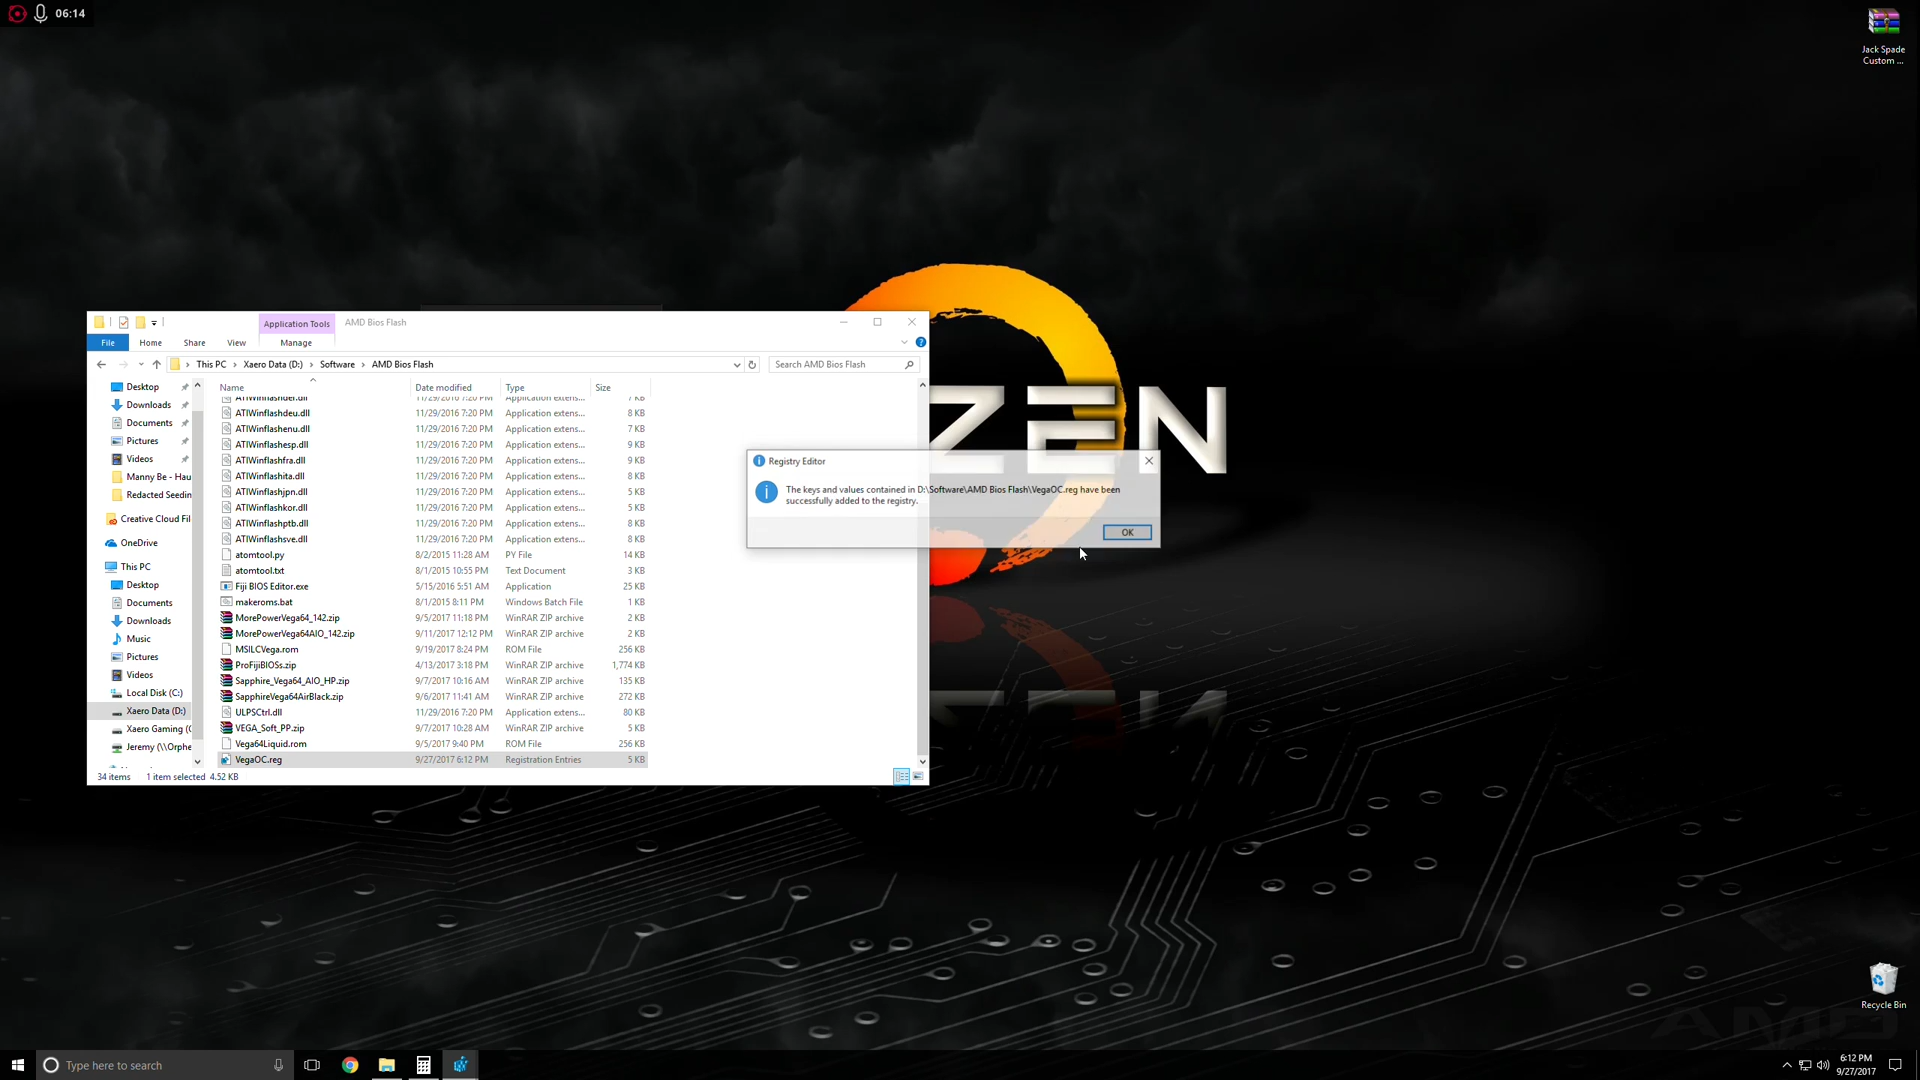 06:14
Jack Spade
Custom ...
Application Tools
AMD Bios Flash
File
Home
Share
View
Manage
This PC
Xaero Data (D:)
Software
AMD Bios Flash
Search AMD Bios Flash
Desktop
Downloads
Documents
Pictures
Videos
Manny Be - Hau
Redacted Seedin
Creative Cloud Fil
OneDrive
This PC
Desktop
Documents
Downloads
Music
Pictures
Videos
Local Disk (C:)
Xaero Data (D:)
Xaero Gaming (
Jeremy (\\Orphe
Name Date modified Type Size
11/29/2016 7:20 PM Application extens... 7 KB
ATIWinflashdeu.dll 11/29/2016 7:20 PM Application extens... 8 KB
ATIWinflashenu.dll 11/29/2016 7:20 PM Application extens... 7 KB
ATIWinflashesp.dll 11/29/2016 7:20 PM Application extens... 9 KB
ATIWinflashfra.dll 11/29/2016 7:20 PM Application extens... 9 KB
ATIWinflashita.dll 11/29/2016 7:20 PM Application extens... 8 KB
ATIWinflashjpn.dll 11/29/2016 7:20 PM Application extens... 5 KB
ATIWinflashkor.dll 11/29/2016 7:20 PM Application extens... 5 KB
ATIWinflashptb.dll 11/29/2016 7:20 PM Application extens... 8 KB
ATIWinflashsve.dll 11/29/2016 7:20 PM Application extens... 8 KB
atomtool.py 8/2/2015 11:28 AM PY File 14 KB
atomtool.txt 8/1/2015 10:55 PM Text Document 3 KB
Fiji BIOS Editor.exe 5/15/2016 5:51 AM Application 25 KB
makeroms.bat 8/1/2015 8:11 PM Windows Batch File 1 KB
MorePowerVega64_142.zip 9/5/2017 11:18 PM WinRAR ZIP archive 2 KB
MorePowerVega64AIO_142.zip 9/11/2017 12:12 PM WinRAR ZIP archive 2 KB
MSILCVega.rom 9/19/2017 8:24 PM ROM File 256 KB
ProFijiBIOSs.zip 4/13/2017 3:18 PM WinRAR ZIP archive 1,774 KB
Sapphire_Vega64_AIO_HP.zip 9/7/2017 10:16 AM WinRAR ZIP archive 135 KB
SapphireVega64AirBlack.zip 9/6/2017 11:41 AM WinRAR ZIP archive 272 KB
ULPSCtrl.dll 11/29/2016 7:20 PM Application extens... 80 KB
VEGA_Soft_PP.zip 9/7/2017 10:28 AM WinRAR ZIP archive 5 KB
Vega64Liquid.rom 9/5/2017 9:40 PM ROM File 256 KB
VegaOC.reg 9/27/2017 6:12 PM Registration Entries 5 KB
34 items 1 item selected 4.52 KB
Registry Editor
The keys and values contained in D:\Software\AMD Bios Flash\VegaOC.reg have been
successfully added to the registry.
OK
ZEN
AMD
Recycle Bin
Type here to search
6:12 PM
9/27/2017